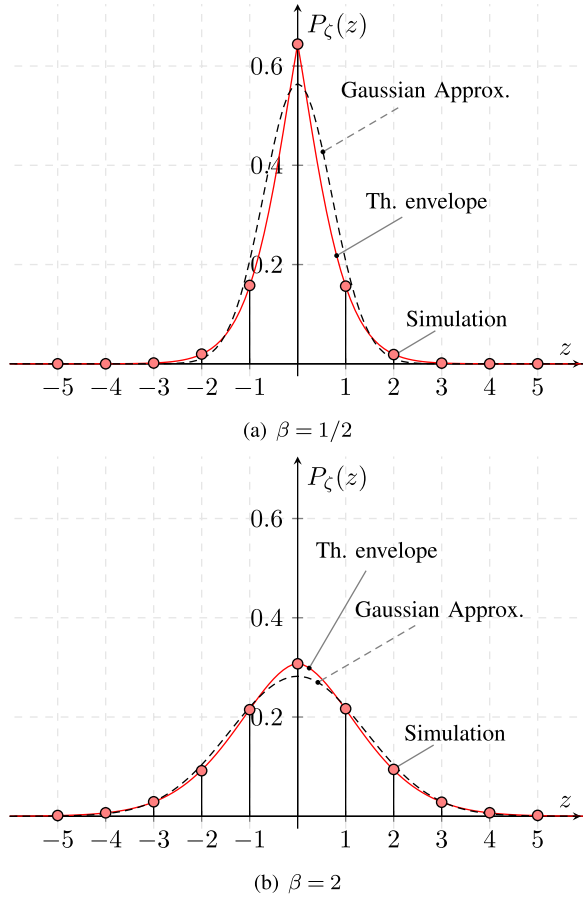 P_ζ(z)
0.6
Gaussian Approx.
0.4
Th. envelope
0.2
Simulation
z
−5 −4 −3 −2 −1 1 2 3 4 5
(a) β = 1/2
P_ζ(z)
0.6
Th. envelope
0.4
Gaussian Approx.
0.2
Simulation
z
−5 −4 −3 −2 −1 1 2 3 4 5
(b) β = 2